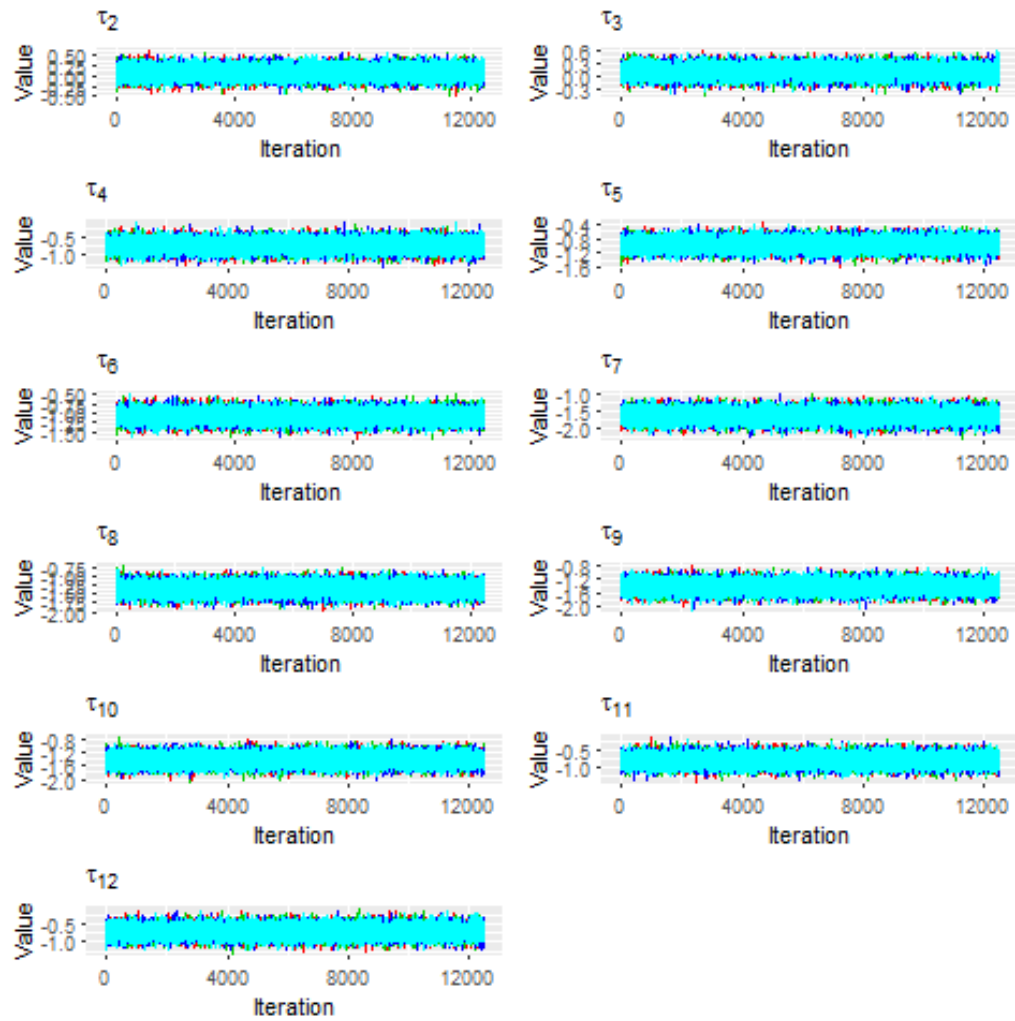 τ2
Value
0.50
-0.50
0 4000 8000 12000
Iteration
τ3
Value
0.6
0.3
0.0
-0.3
0 4000 8000 12000
Iteration
τ4
Value
-0.5
-1.0
0 4000 8000 12000
Iteration
τ5
Value
-0.4
-0.8
-1.2
-1.6
0 4000 8000 12000
Iteration
τ6
Value
-0.50
-0.75
-1.50
0 4000 8000 12000
Iteration
τ7
Value
-1.0
-1.5
-2.0
0 4000 8000 12000
Iteration
τ8
Value
-0.75
-2.00
0 4000 8000 12000
Iteration
τ9
Value
-0.8
-1.2
-1.6
-2.0
0 4000 8000 12000
Iteration
τ10
Value
-0.8
-1.2
-1.6
-2.0
0 4000 8000 12000
Iteration
τ11
Value
-0.5
-1.0
0 4000 8000 12000
Iteration
τ12
Value
-0.5
-1.0
0 4000 8000 12000
Iteration